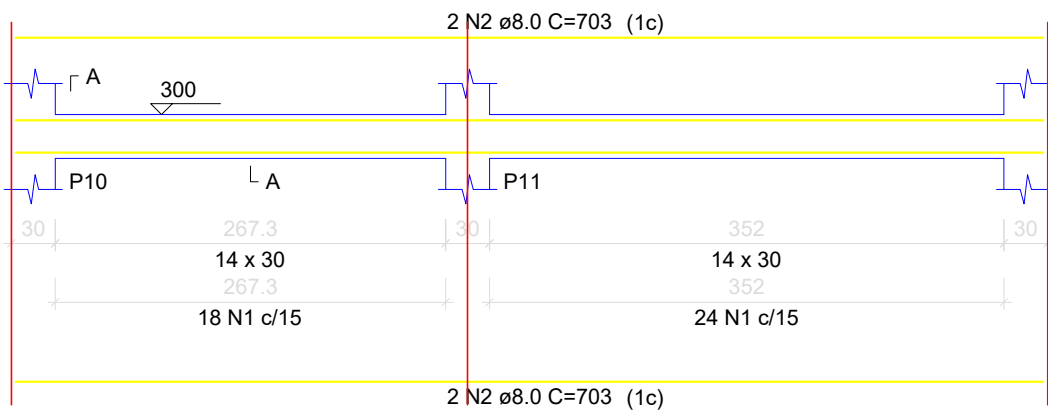 2 N2 ø8.0 C=703 (1c)
A
300
P10
A
P11
30 267.3 30 352 30
14 x 30 14 x 30
267.3 352
18 N1 c/15 24 N1 c/15
2 N2 ø8.0 C=703 (1c)